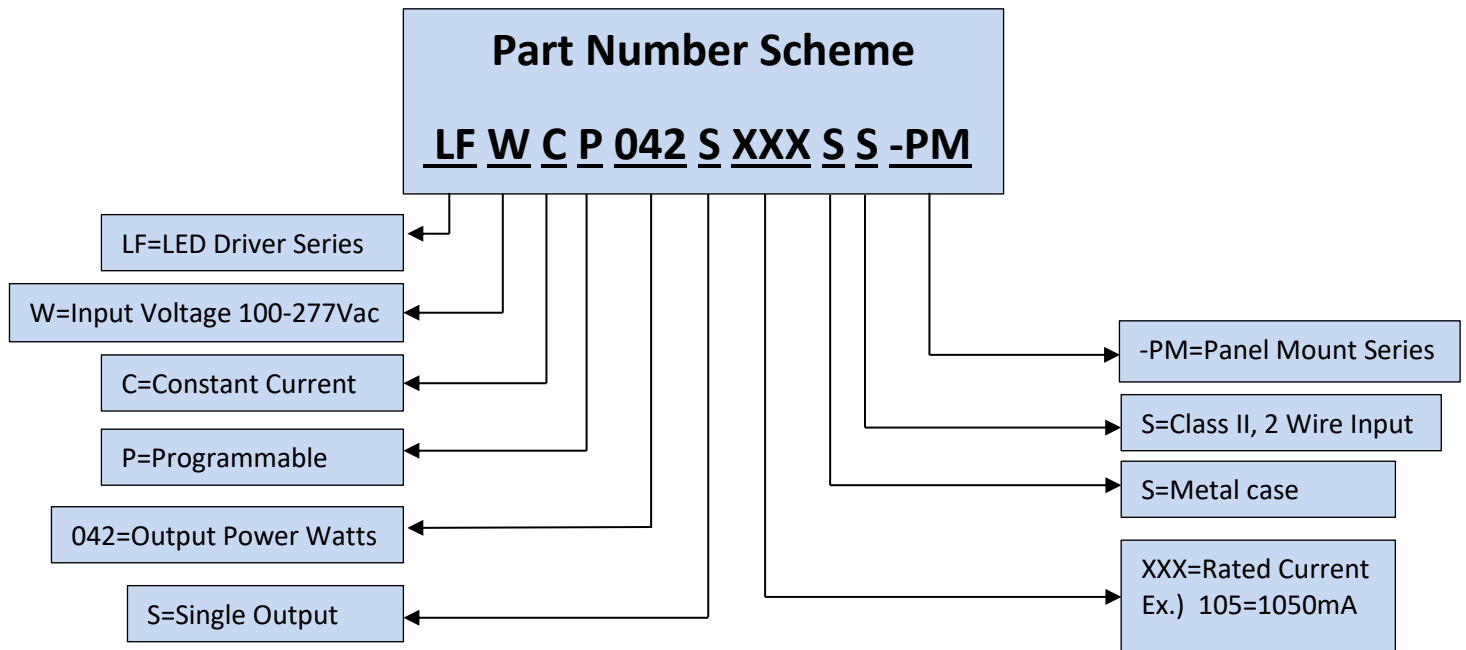 Part Number Scheme
LF W C P 042 S XXX S S -PM
LF=LED Driver Series
W=Input Voltage 100-277Vac
C=Constant Current
P=Programmable
042=Output Power Watts
S=Single Output
-PM=Panel Mount Series
S=Class II, 2 Wire Input
S=Metal case
XXX=Rated Current
Ex.) 105=1050mA